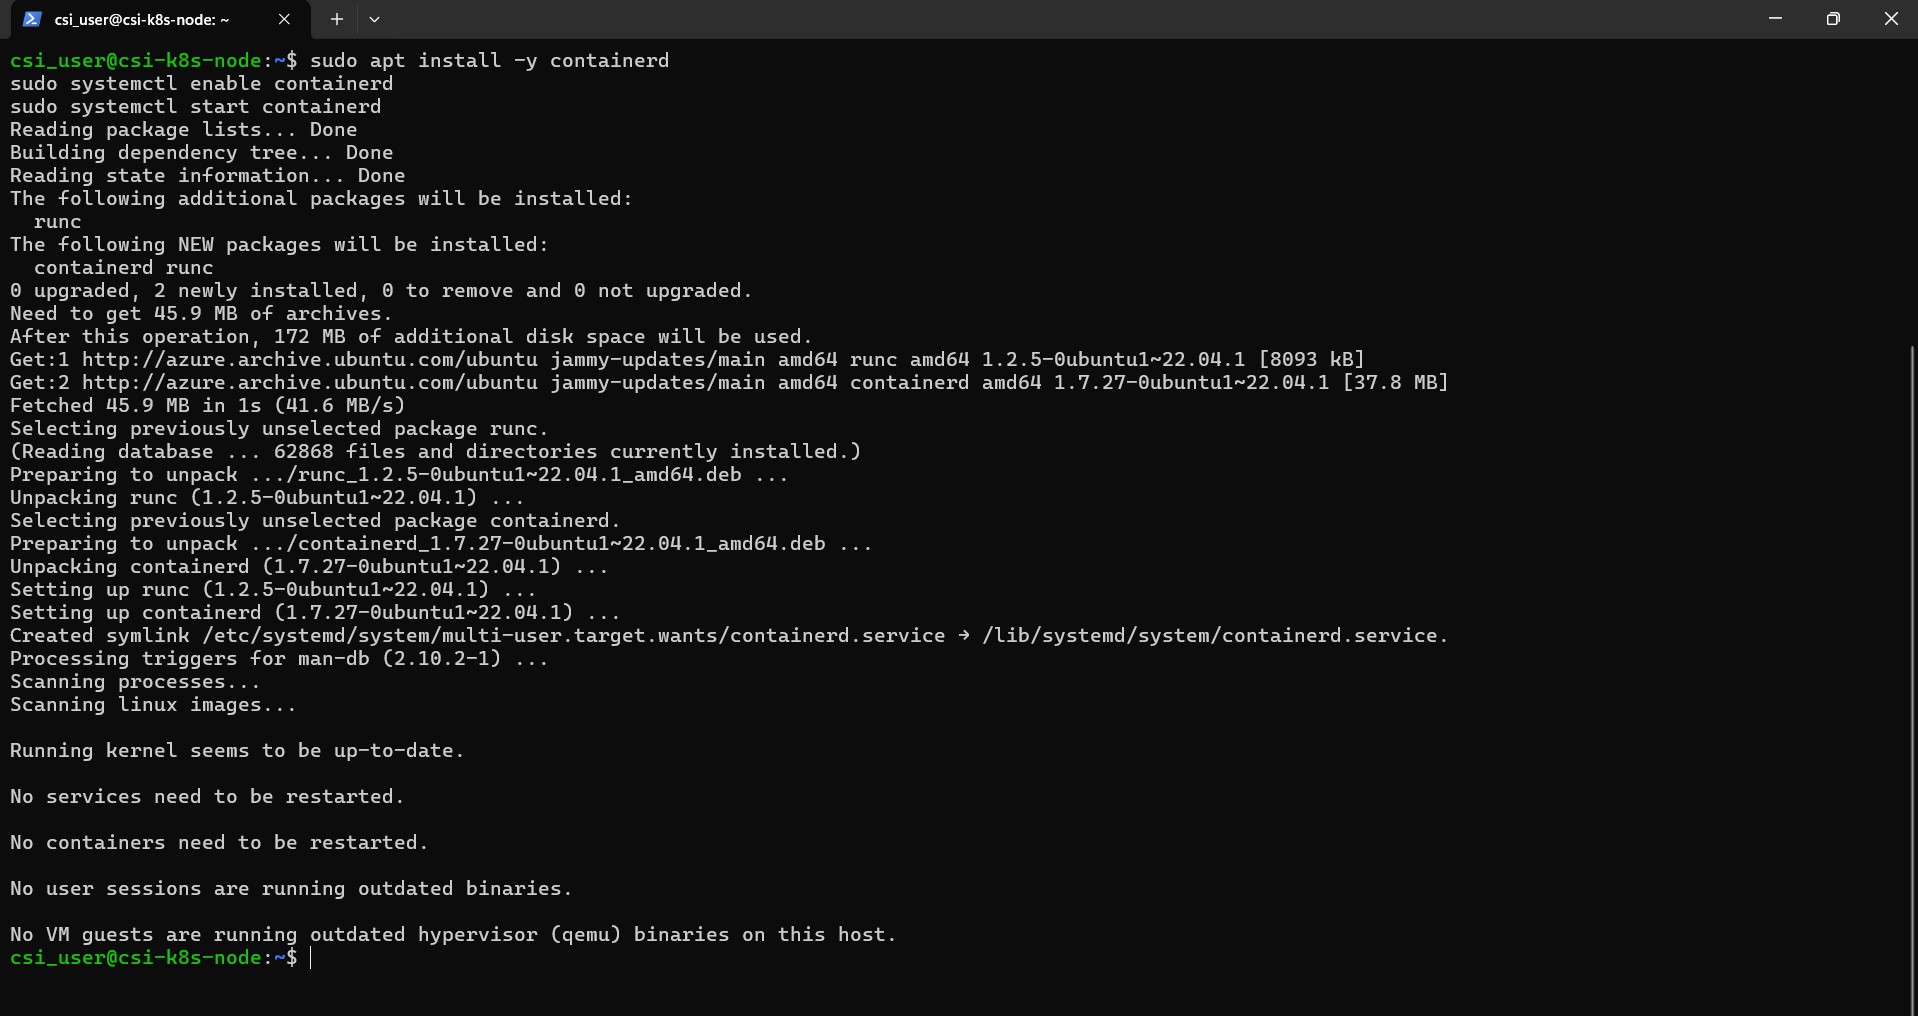 csi_user@csi-k8s-node: ~
csi_user@csi-k8s-node:~$ sudo apt install -y containerd
sudo systemctl enable containerd
sudo systemctl start containerd
Reading package lists... Done
Building dependency tree... Done
Reading state information... Done
The following additional packages will be installed:
  runc
The following NEW packages will be installed:
  containerd runc
0 upgraded, 2 newly installed, 0 to remove and 0 not upgraded.
Need to get 45.9 MB of archives.
After this operation, 172 MB of additional disk space will be used.
Get:1 http://azure.archive.ubuntu.com/ubuntu jammy-updates/main amd64 runc amd64 1.2.5-0ubuntu1~22.04.1 [8093 kB]
Get:2 http://azure.archive.ubuntu.com/ubuntu jammy-updates/main amd64 containerd amd64 1.7.27-0ubuntu1~22.04.1 [37.8 MB]
Fetched 45.9 MB in 1s (41.6 MB/s)
Selecting previously unselected package runc.
(Reading database ... 62868 files and directories currently installed.)
Preparing to unpack .../runc_1.2.5-0ubuntu1~22.04.1_amd64.deb ...
Unpacking runc (1.2.5-0ubuntu1~22.04.1) ...
Selecting previously unselected package containerd.
Preparing to unpack .../containerd_1.7.27-0ubuntu1~22.04.1_amd64.deb ...
Unpacking containerd (1.7.27-0ubuntu1~22.04.1) ...
Setting up runc (1.2.5-0ubuntu1~22.04.1) ...
Setting up containerd (1.7.27-0ubuntu1~22.04.1) ...
Created symlink /etc/systemd/system/multi-user.target.wants/containerd.service → /lib/systemd/system/containerd.service.
Processing triggers for man-db (2.10.2-1) ...
Scanning processes...
Scanning linux images...
Running kernel seems to be up-to-date.
No services need to be restarted.
No containers need to be restarted.
No user sessions are running outdated binaries.
No VM guests are running outdated hypervisor (qemu) binaries on this host.
csi_user@csi-k8s-node:~$